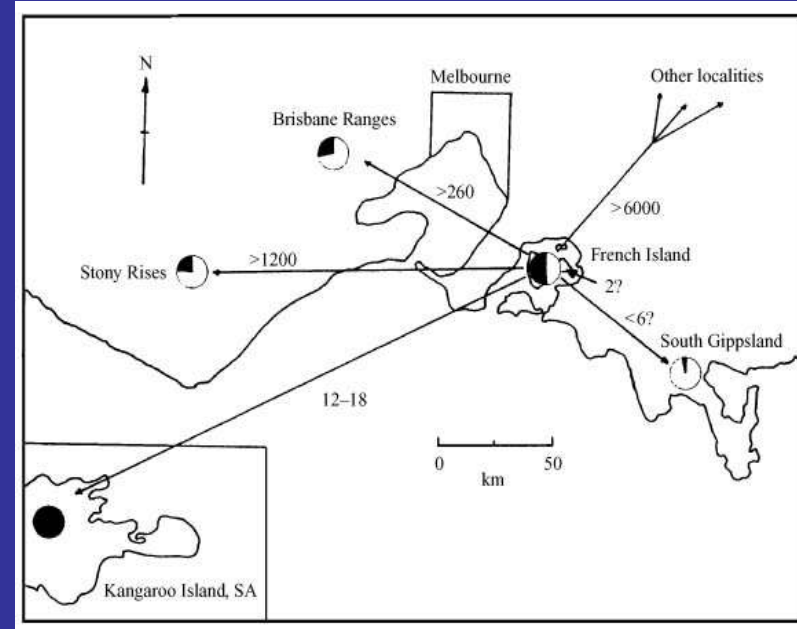 N
Melbourne
Other localities
Brisbane Ranges
>260
>6000
French Island
Stony Rises
>1200
2?
<6?
South Gippsland
12–18
0 50
km
Kangaroo Island, SA